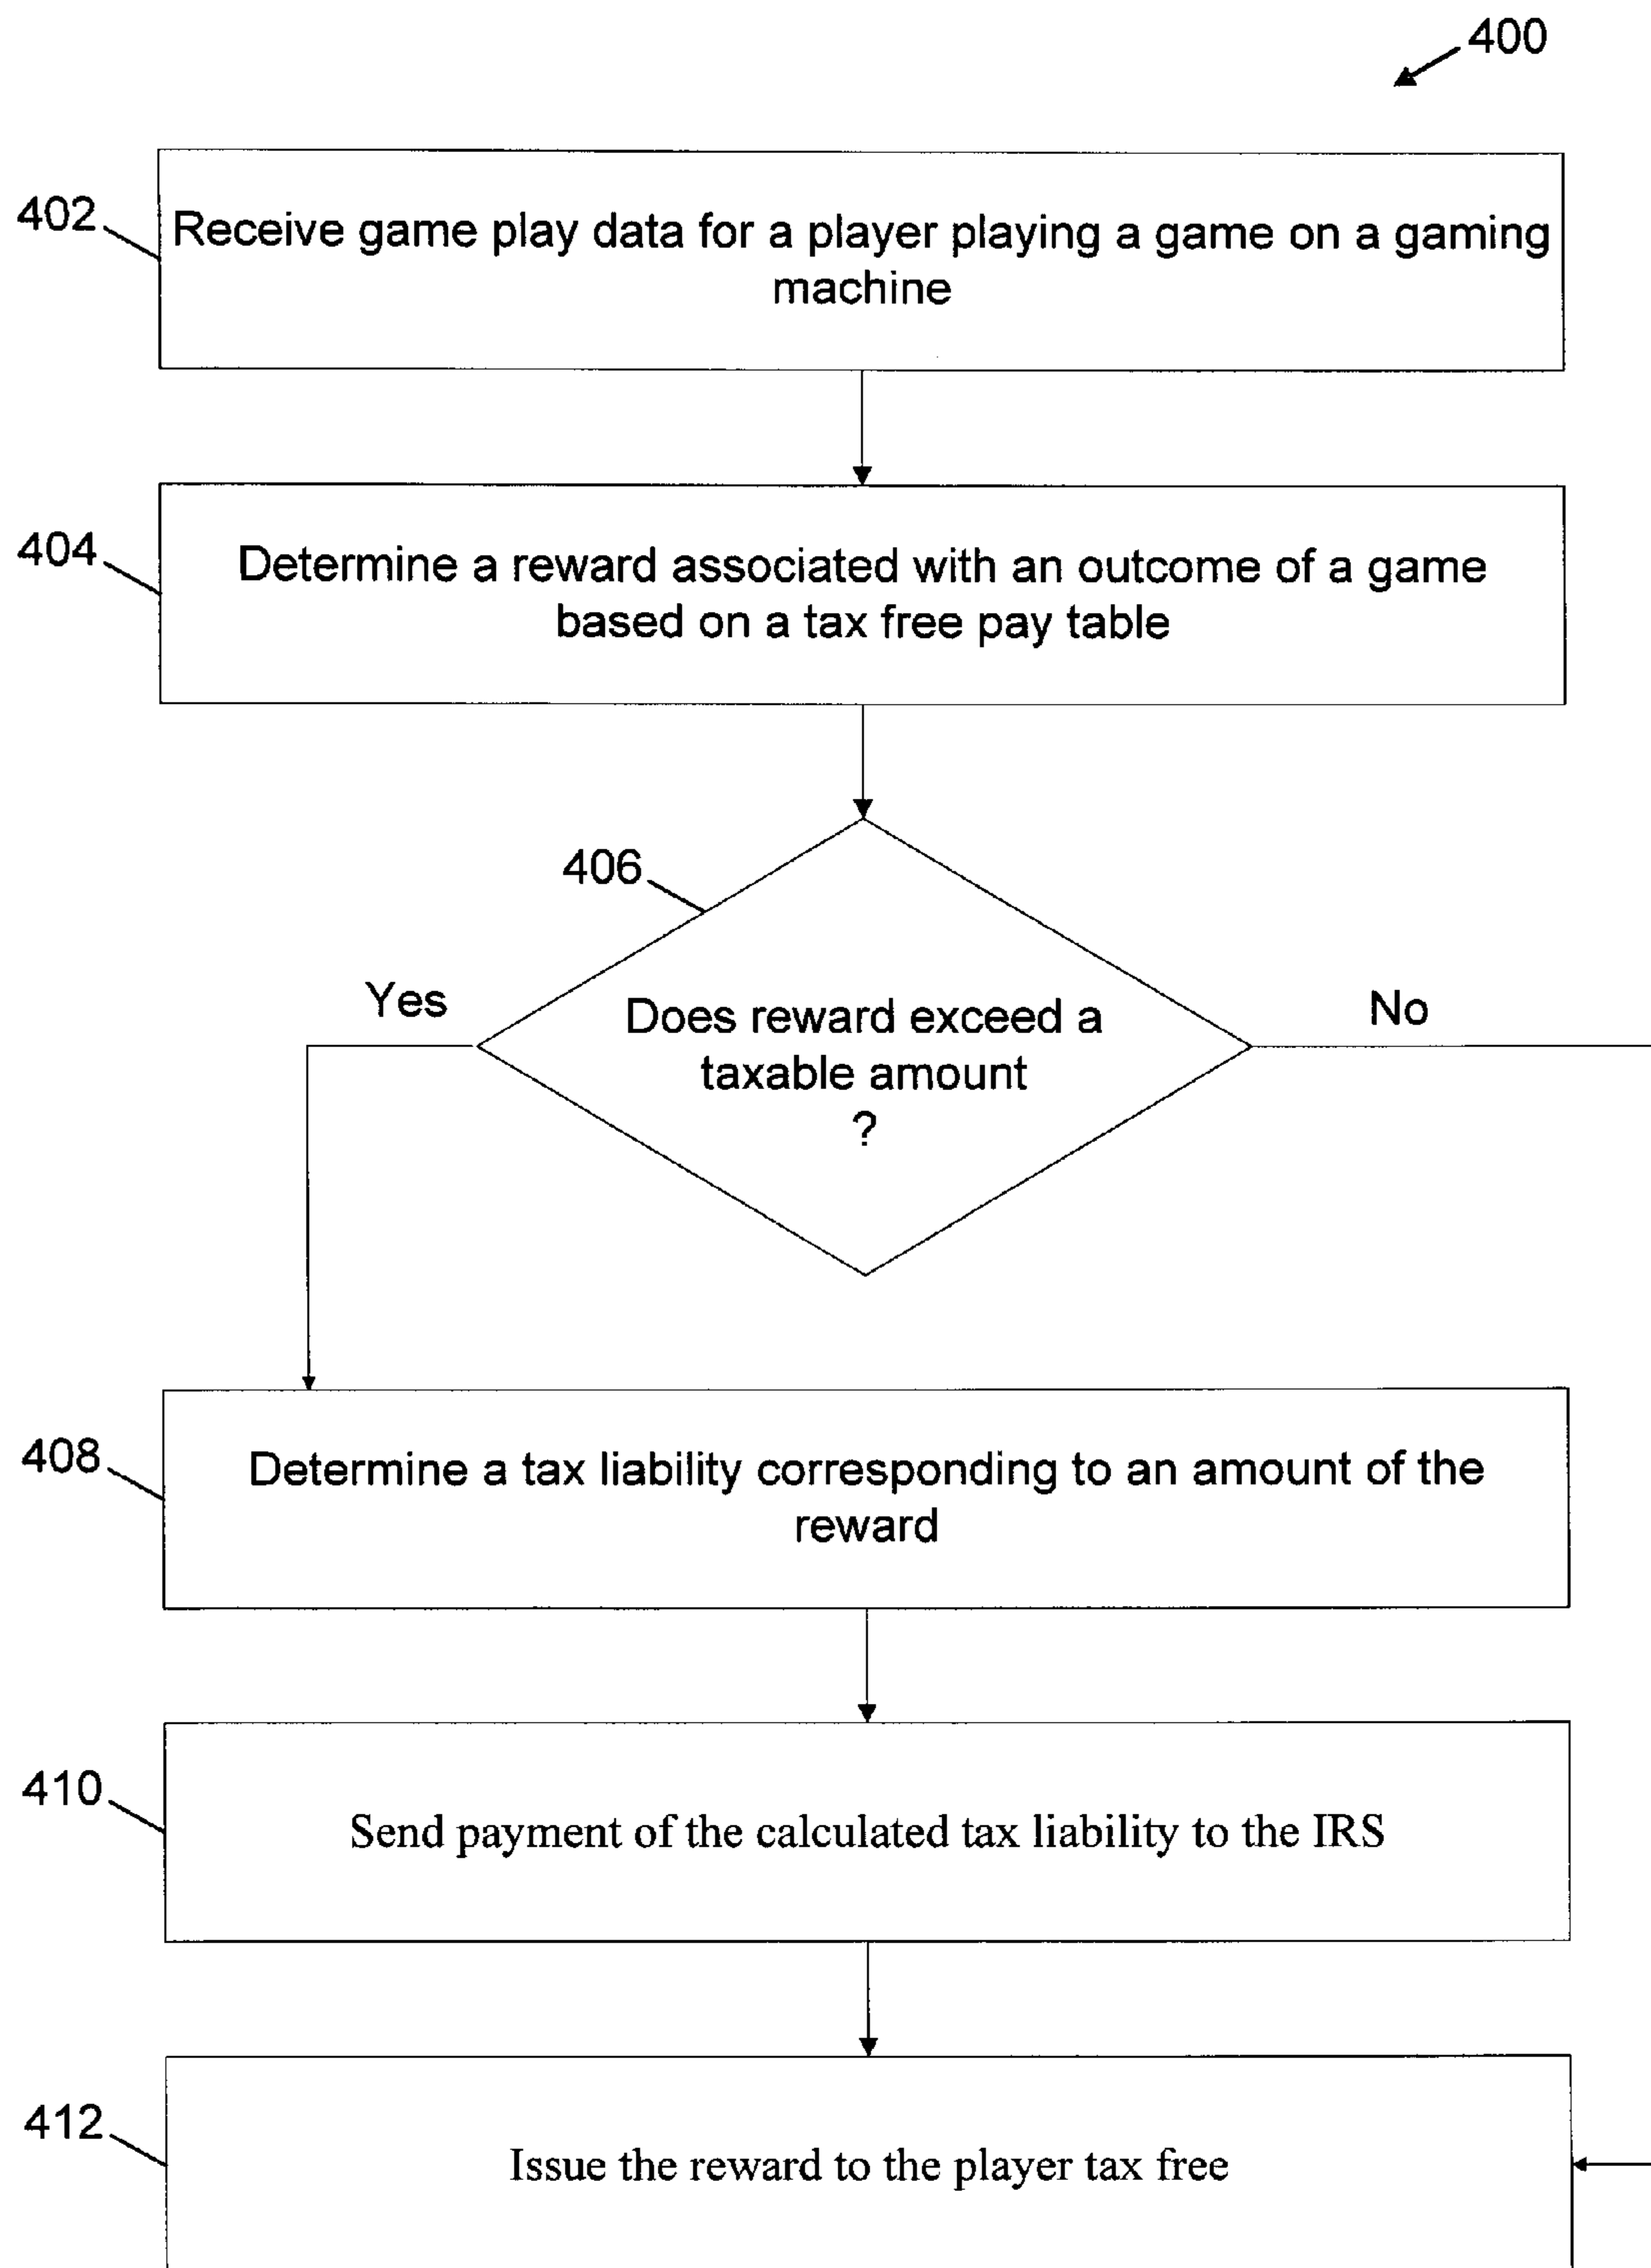 400
402
Receive game play data for a player playing a game on a gaming
machine
404
Determine a reward associated with an outcome of a game
based on a tax free pay table
406
Yes
No
Does reward exceed a
taxable amount
?
408
Determine a tax liability corresponding to an amount of the
reward
410
Send payment of the calculated tax liability to the IRS
412
Issue the reward to the player tax free